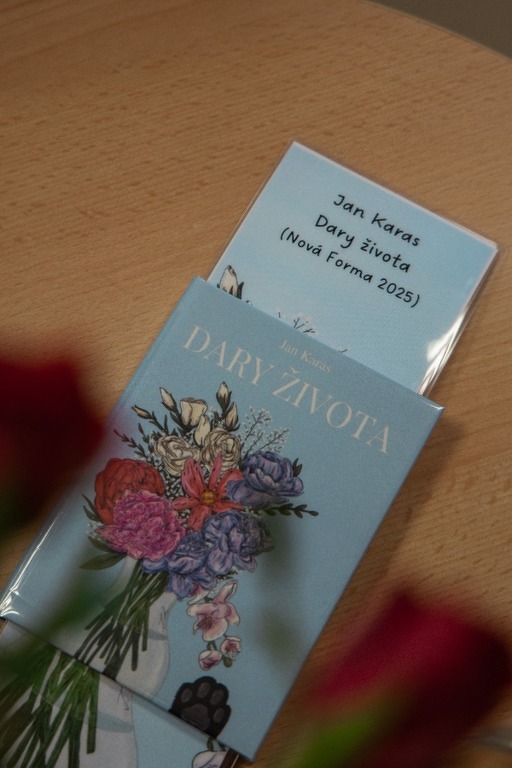 Jan Karas
Dary života
(Nová Forma 2025)
Jan Karas
DARY ŽIVOTA